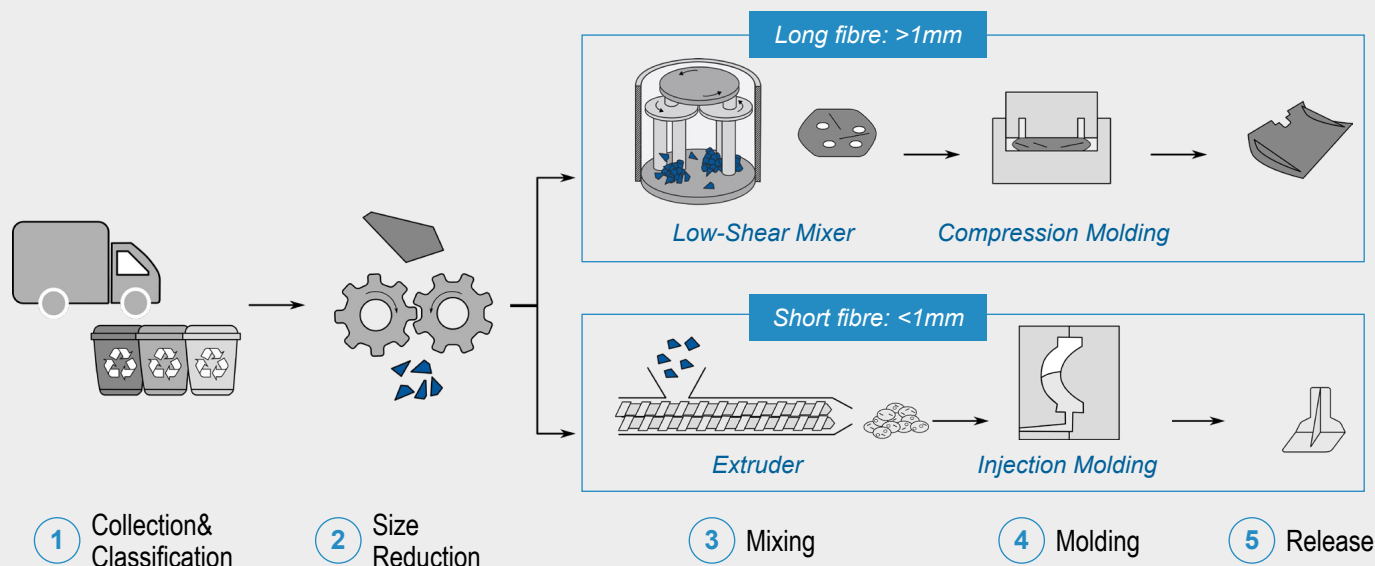 Long fibre: >1mm
Low-Shear Mixer
Compression Molding
Short fibre: <1mm
Extruder
Injection Molding
1
Collection&
Classification
2
Size
Reduction
3
Mixing
4
Molding
5
Release